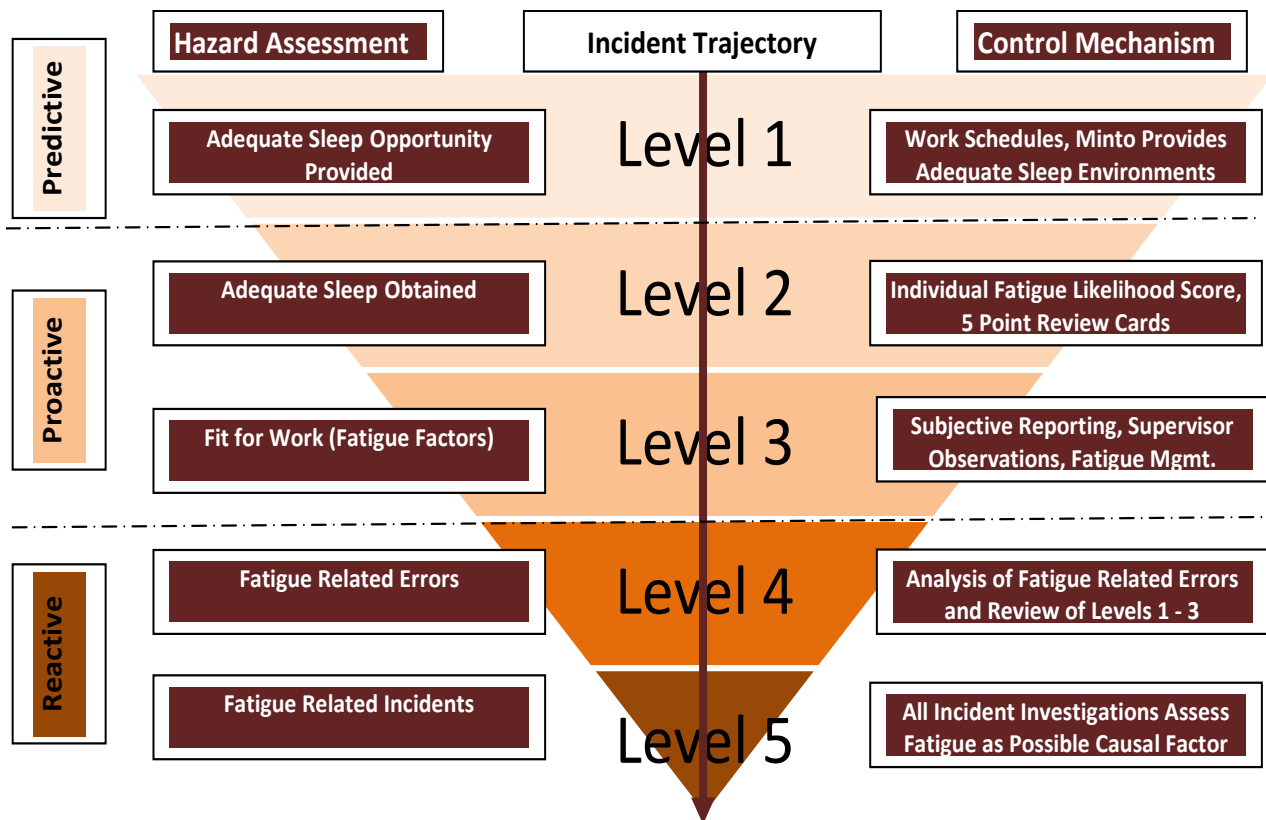 Hazard Assessment
Incident Trajectory
Control Mechanism
Predictive
Adequate Sleep Opportunity
Provided
Level 1
Work Schedules, Minto Provides
Adequate Sleep Environments
Proactive
Adequate Sleep Obtained
Level 2
Individual Fatigue Likelihood Score,
5 Point Review Cards
Fit for Work (Fatigue Factors)
Level 3
Subjective Reporting, Supervisor
Observations, Fatigue Mgmt.
Reactive
Fatigue Related Errors
Level 4
Analysis of Fatigue Related Errors
and Review of Levels 1 - 3
Fatigue Related Incidents
Level 5
All Incident Investigations Assess
Fatigue as Possible Causal Factor